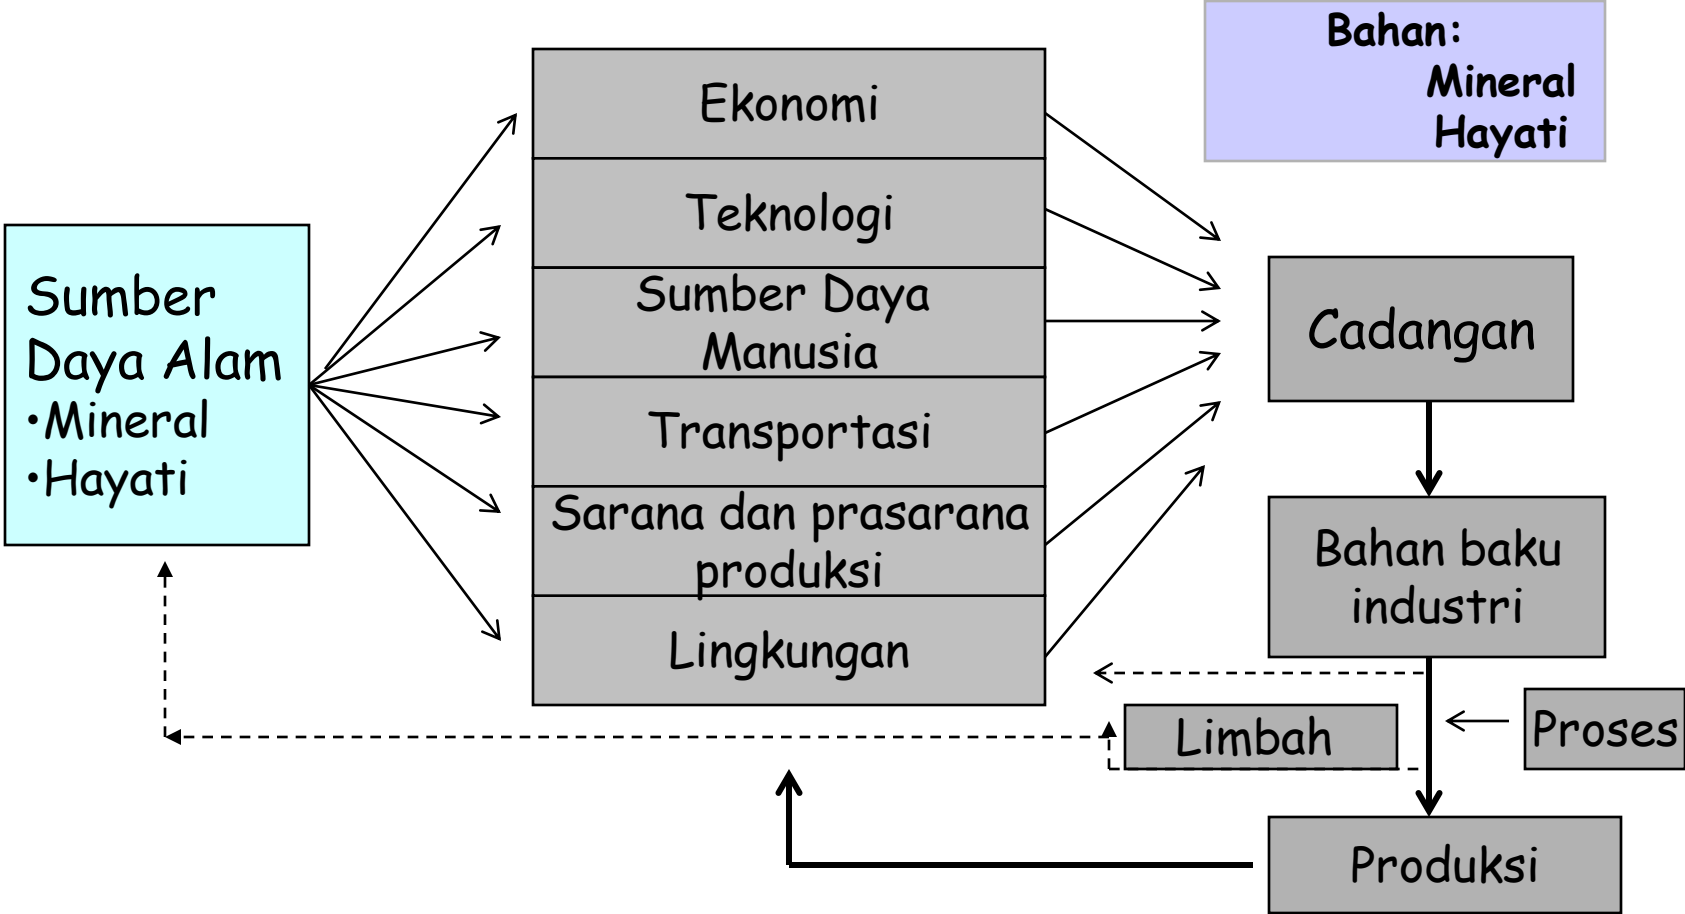 Bahan:
Mineral
Hayati
Ekonomi
Teknologi
Sumber Daya
Manusia
Transportasi
Sarana dan prasarana
produksi
Lingkungan
Sumber
Daya Alam
•Mineral
•Hayati
Cadangan
Bahan baku
industri
Limbah
Proses
Produksi